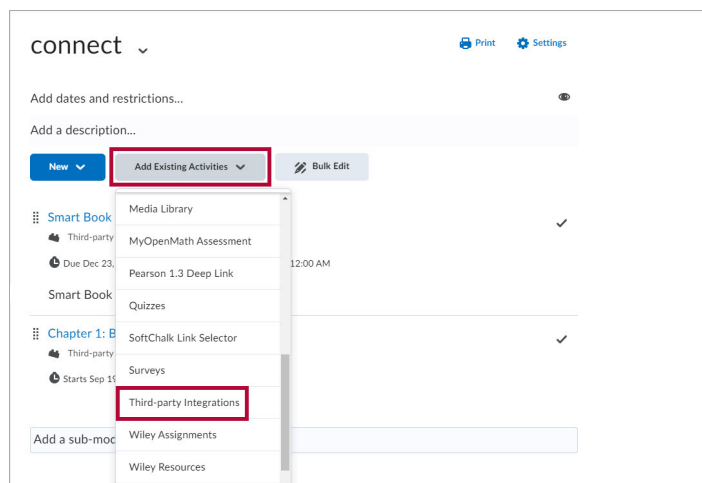 connect
Print
Settings
Add dates and restrictions...
Add a description...
New
Add Existing Activities
Bulk Edit
Media Library
Smart Book
Third-party
MyOpenMath Assessment
Due Dec 23,
12:00 AM
Pearson 1.3 Deep Link
Smart Book
Quizzes
Chapter 1: B
SoftChalk Link Selector
Third-party
Surveys
Starts Sep 19
Third-party Integrations
Add a sub-mod
Wiley Assignments
Wiley Resources